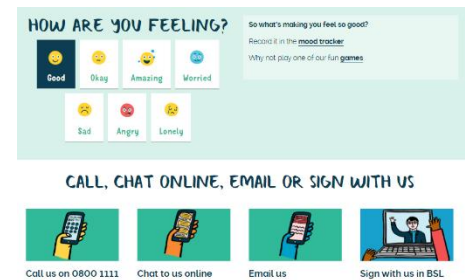 HOW ARE YOU FEELING?
Good
Okay
Amazing
Worried
Sad
Angry
Lonely
So what's making you feel so good?
Record it in the mood tracker
Why not play one of our fun games
CALL, CHAT ONLINE, EMAIL OR SIGN WITH US
Call us on 0800 1111
Chat to us online
Email us
Sign with us in BSL